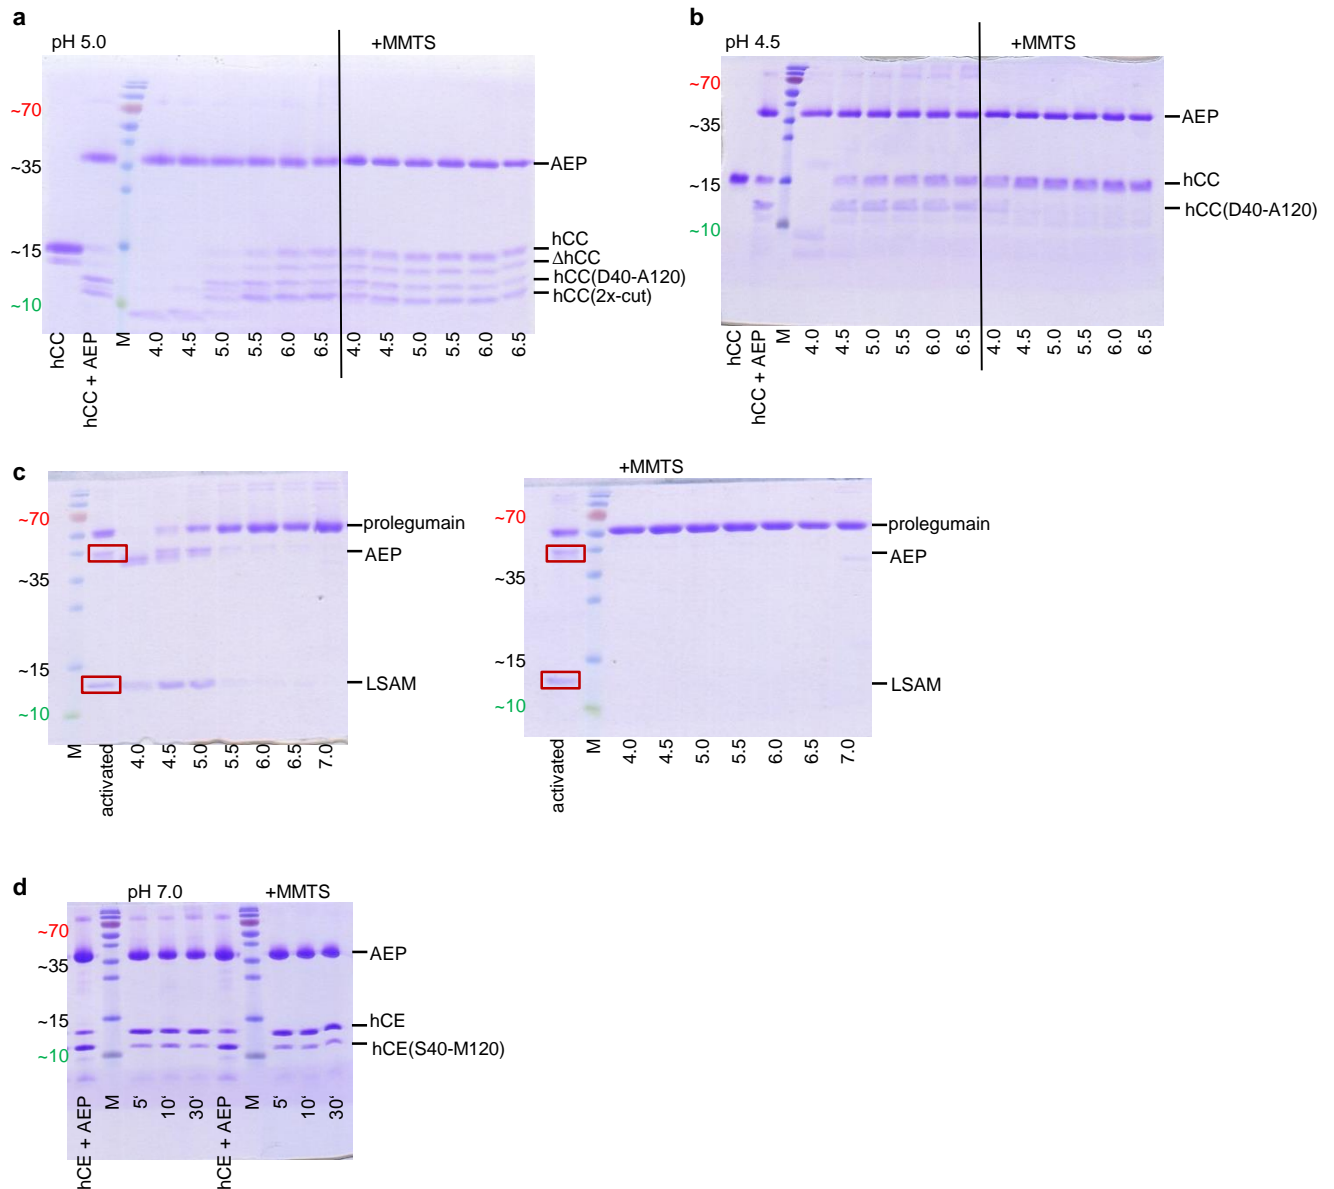 a
pH 5.0
+MMTS
~70
~35
~15
~10
AEP
hCC
ΔhCC
hCC(D40-A120)
hCC(2x-cut)
hCC
hCC + AEP
M
4.0
4.5
5.0
5.5
6.0
6.5
4.0
4.5
5.0
5.5
6.0
6.5
b
pH 4.5
+MMTS
~70
~35
~15
~10
AEP
hCC
hCC(D40-A120)
hCC
hCC + AEP
M
4.0
4.5
5.0
5.5
6.0
6.5
4.0
4.5
5.0
5.5
6.0
6.5
c
~70
~35
~15
~10
prolegumain
AEP
LSAM
M
activated
4.0
4.5
5.0
5.5
6.0
6.5
7.0
+MMTS
~70
~35
~15
~10
prolegumain
AEP
LSAM
activated
M
4.0
4.5
5.0
5.5
6.0
6.5
7.0
d
pH 7.0
+MMTS
~70
~35
~15
~10
AEP
hCE
hCE(S40-M120)
hCE + AEP
M
5‘
10‘
30‘
hCE + AEP
M
5‘
10‘
30‘